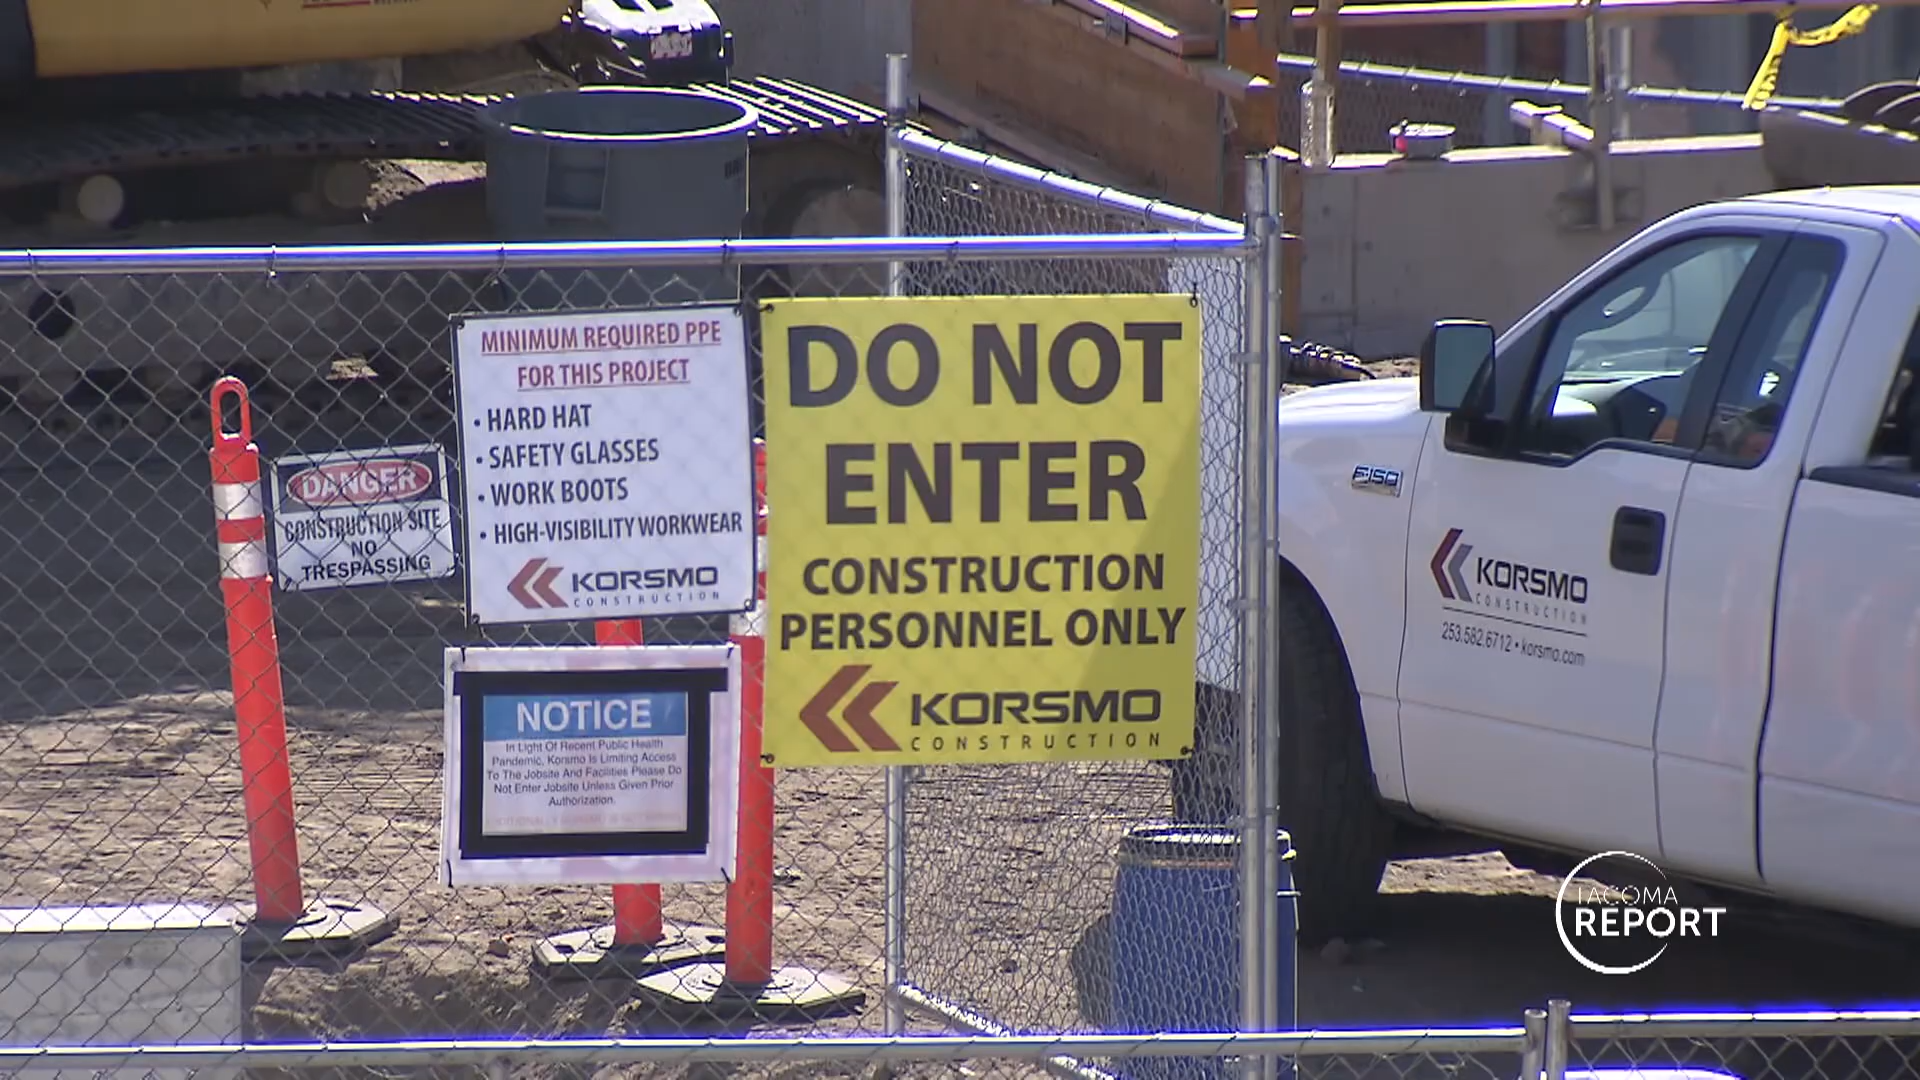 DANGER
CONSTRUCTION SITE
NO
TRESPASSING
MINIMUM REQUIRED PPE
FOR THIS PROJECT
• HARD HAT
• SAFETY GLASSES
• WORK BOOTS
• HIGH-VISIBILITY WORKWEAR
KORSMO
CONSTRUCTION
NOTICE
In Light Of Recent Public Health
Pandemic, Korsmo Is Limiting Access
To The Jobsite And Facilities Please Do
Not Enter Jobsite Unless Given Prior
Authorization.
DO NOT
ENTER
CONSTRUCTION
PERSONNEL ONLY
KORSMO
CONSTRUCTION
F-150
KORSMO
CONSTRUCTION
253.582.6712 • korsmo.com
TACOMA
REPORT